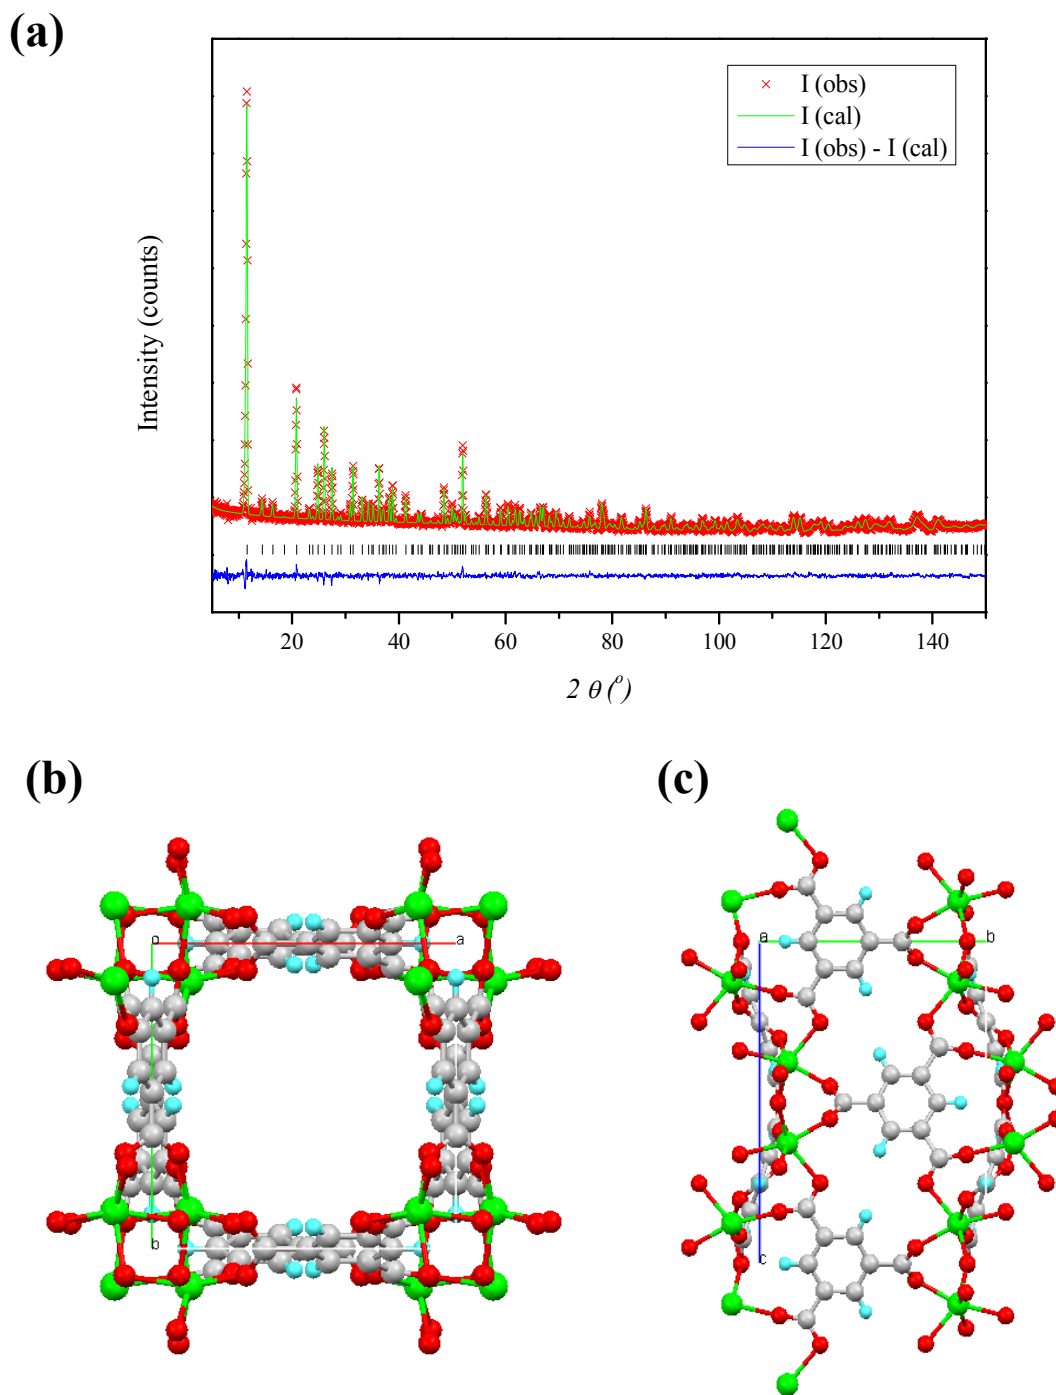 (a)
I (obs)
I (cal)
I (obs) - I (cal)
Intensity (counts)
20 40 60 80 100 120 140
2 θ (º)
(b)
(c)
o a
b
a b
c